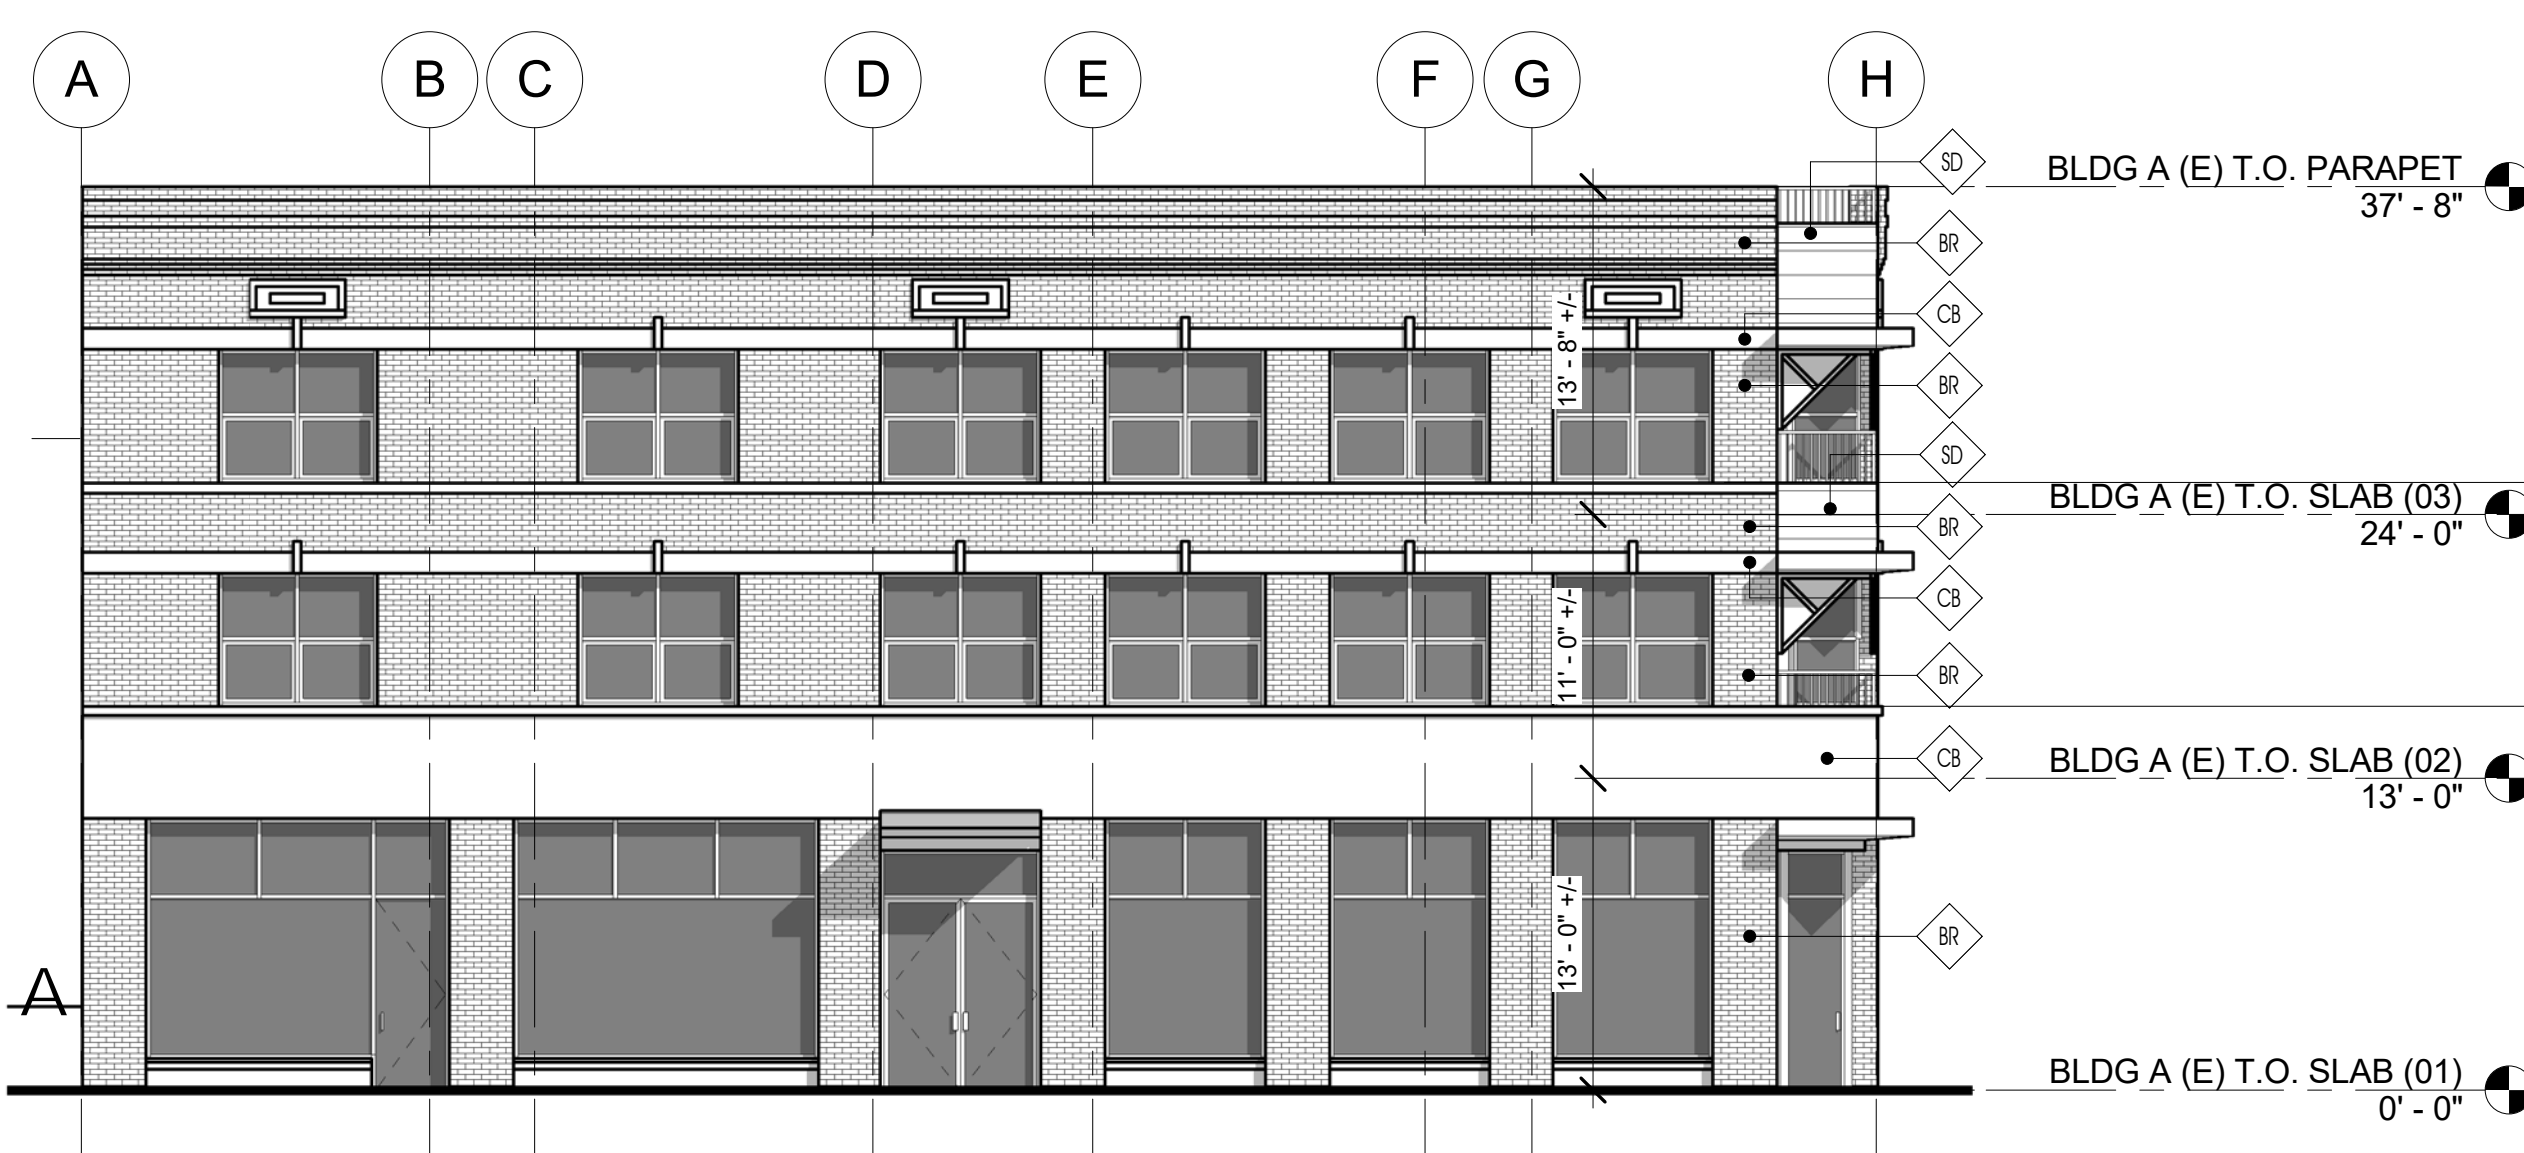 A B C D E F G H
SD
BLDG A (E) T.O. PARAPET
37' - 8"
BR
CB
13' - 8" +/-
BR
SD
BLDG A (E) T.O. SLAB (03)
24' - 0"
BR
CB
11' - 0" +/-
BR
CB
BLDG A (E) T.O. SLAB (02)
13' - 0"
13' - 0" +/-
BR
A
BLDG A (E) T.O. SLAB (01)
0' - 0"